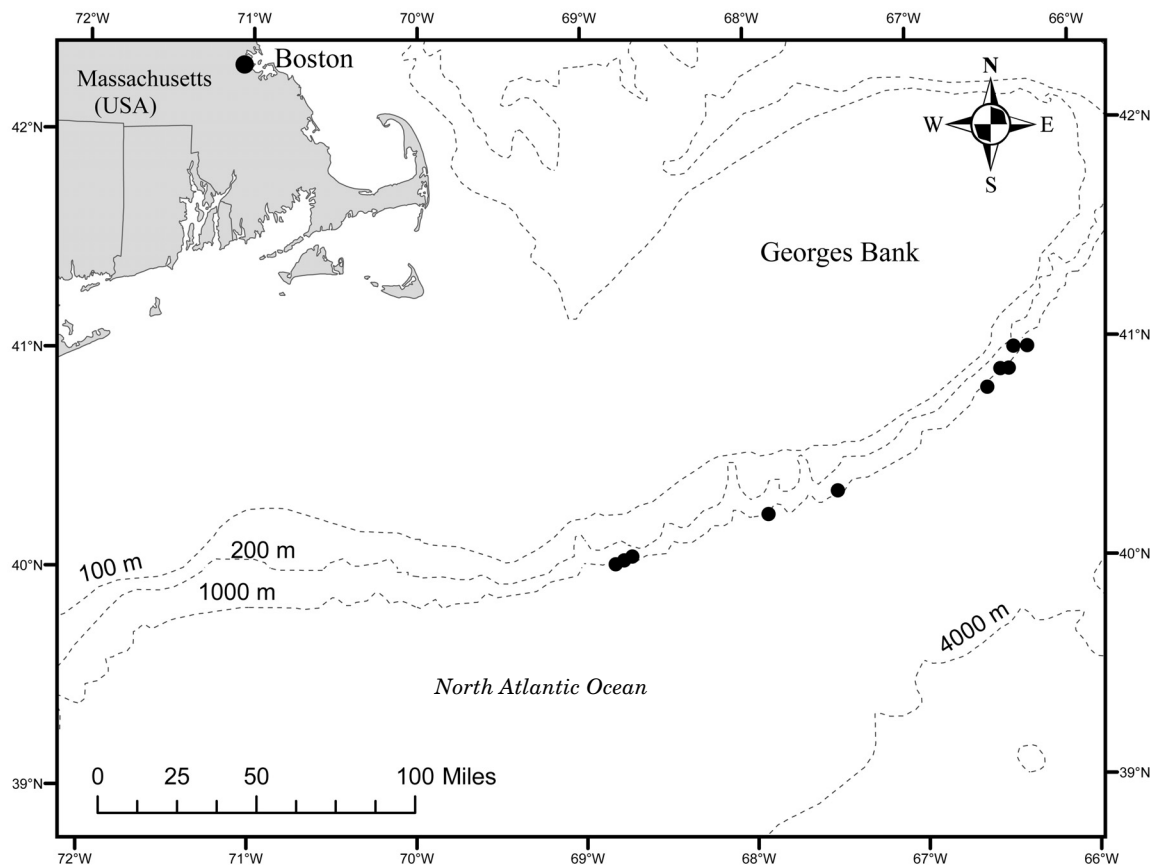 72°W 71°W 70°W 69°W 68°W 67°W 66°W
Boston
Massachusetts
(USA)
N
W E
S
42°N 42°N
Georges Bank
41°N 41°N
200 m
100 m
40°N 40°N
1000 m
4000 m
North Atlantic Ocean
0 25 50 100 Miles
39°N 39°N
72°W 71°W 70°W 69°W 68°W 67°W 66°W